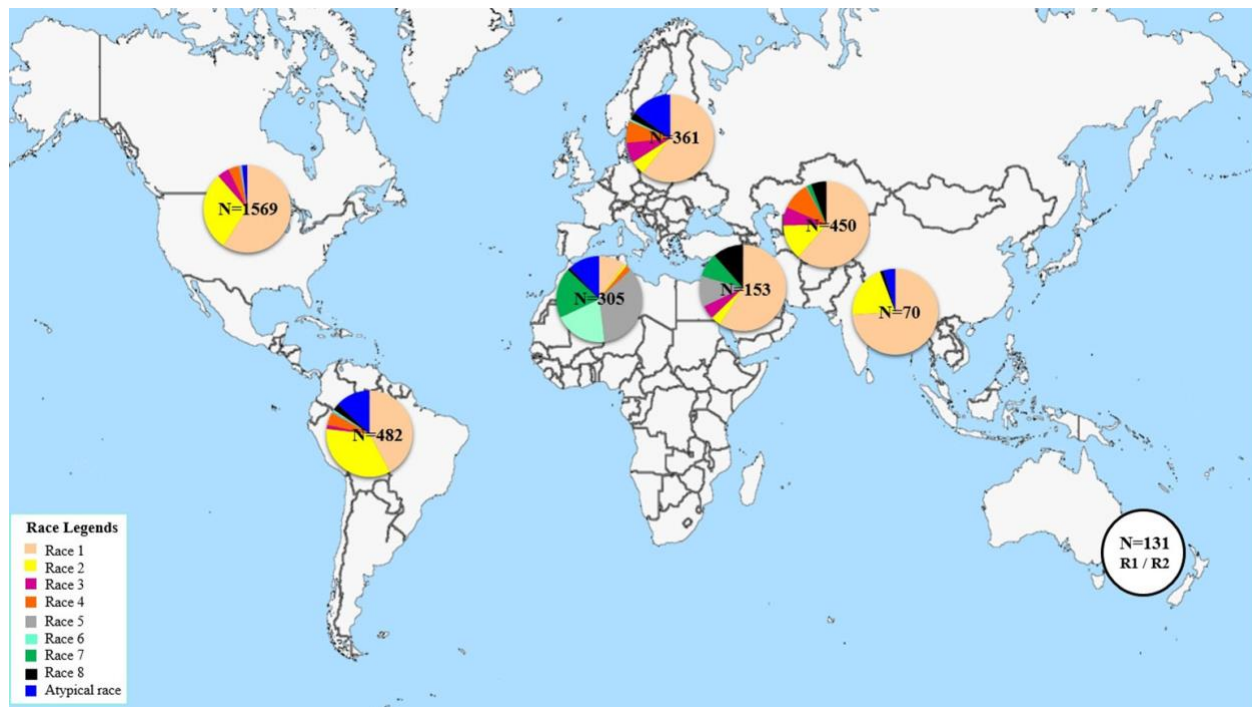 N=361
N=1569
N=450
N=305
N=153
N=70
N=482
N=131
R1 / R2
Race Legends
Race 1
Race 2
Race 3
Race 4
Race 5
Race 6
Race 7
Race 8
Atypical race